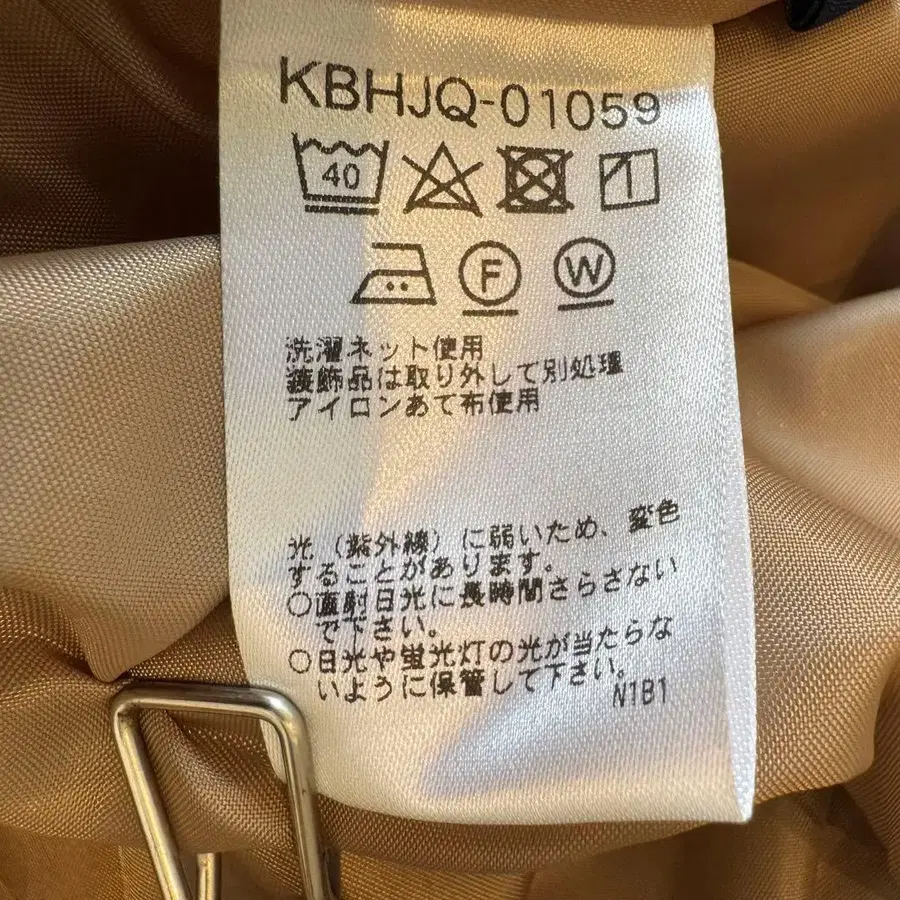 KBHJQ-01059
40
F W
洗濯ネット使用
装飾品は取り外して別処理
アイロンあて布使用
光（紫外線）に弱いため、変色
することがあります。
○直射日光に長時間さらさない
で下さい。
○日光や蛍光灯の光が当たらな
いように保管して下さい。
N1B1